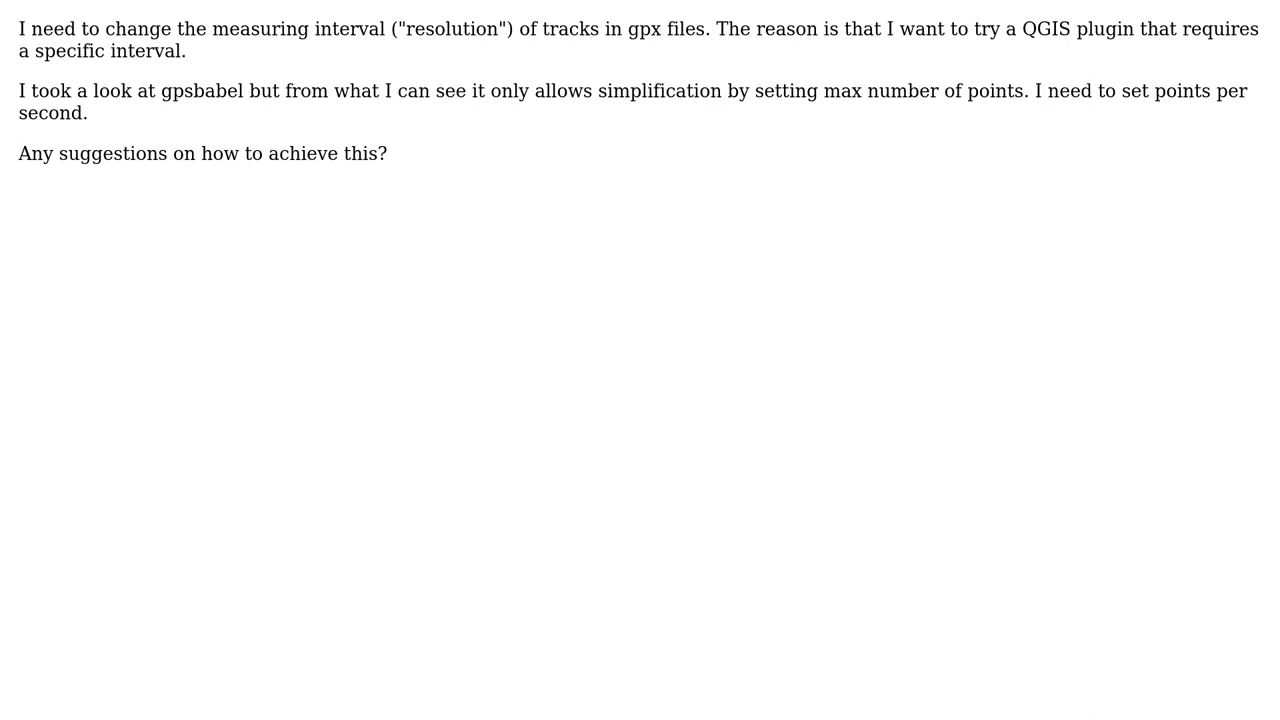 I need to change the measuring interval ("resolution") of tracks in gpx files. The reason is that I want to try a QGIS plugin that requires
a specific interval.
I took a look at gpsbabel but from what I can see it only allows simplification by setting max number of points. I need to set points per
second.
Any suggestions on how to achieve this?